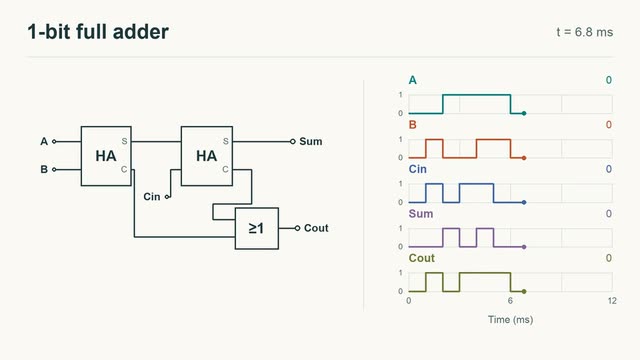 1-bit full adder
t = 6.8 ms
A
B
HA
S
C
HA
S
C
Cin
Sum
≥1
Cout
A 0
1
0
B 0
1
0
Cin 0
1
0
Sum 0
1
0
Cout 0
1
0
0 6 12
Time (ms)